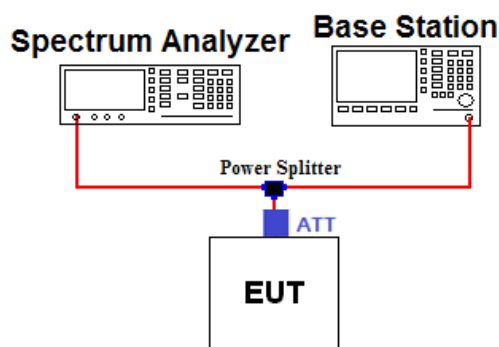 Spectrum Analyzer
Base Station
Power Splitter
ATT
EUT